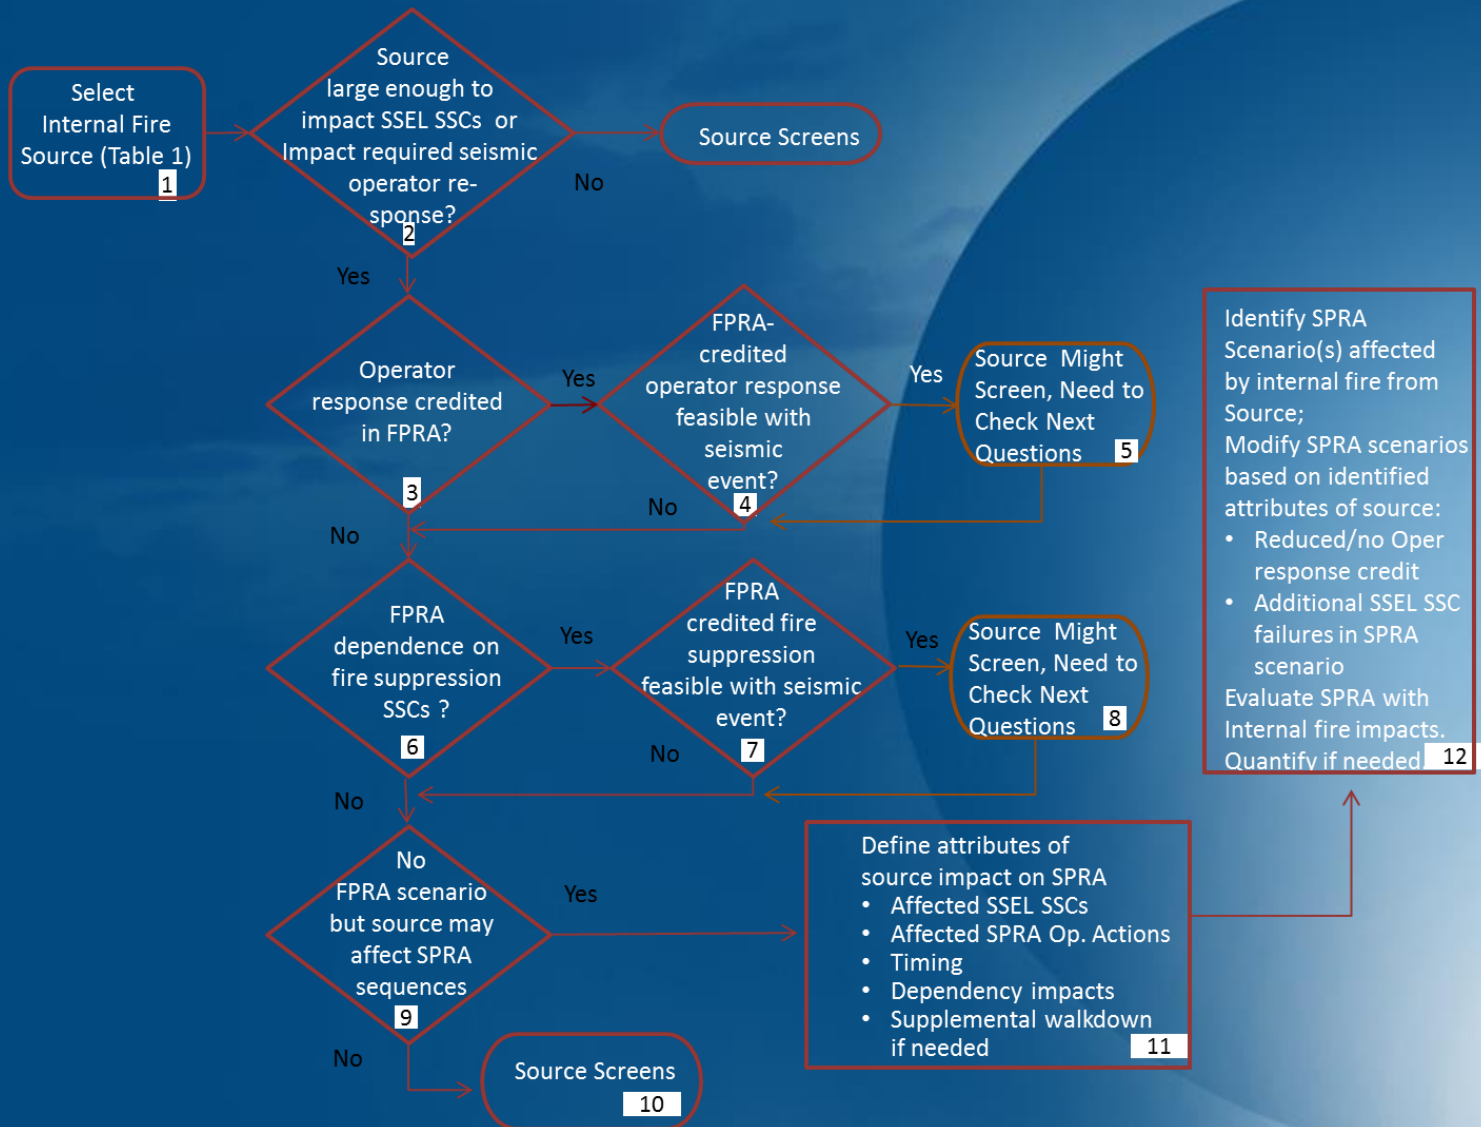 Select
Internal Fire
Source (Table 1)
1
Source
large enough to
impact SSEL SSCs or
Impact required seismic
operator re-
sponse?
2
No
Source Screens
Yes
Operator
response credited
in FPRA?
3
Yes
FPRA-
credited
operator response
feasible with
seismic
event?
4
Yes
Source Might
Screen, Need to
Check Next
Questions
5
No
No
FPRA
dependence on
fire suppression
SSCs ?
6
Yes
FPRA
credited fire
suppression
feasible with seismic
event?
7
Yes
Source Might
Screen, Need to
Check Next
Questions
8
No
No
No
FPRA scenario
but source may
affect SPRA
sequences
9
Yes
No
Source Screens
10
Define attributes of
source impact on SPRA
• Affected SSEL SSCs
• Affected SPRA Op. Actions
• Timing
• Dependency impacts
• Supplemental walkdown
if needed
11
Identify SPRA
Scenario(s) affected
by internal fire from
Source;
Modify SPRA scenarios
based on identified
attributes of source:
• Reduced/no Oper
response credit
• Additional SSEL SSC
failures in SPRA
scenario
Evaluate SPRA with
Internal fire impacts.
Quantify if needed.
12